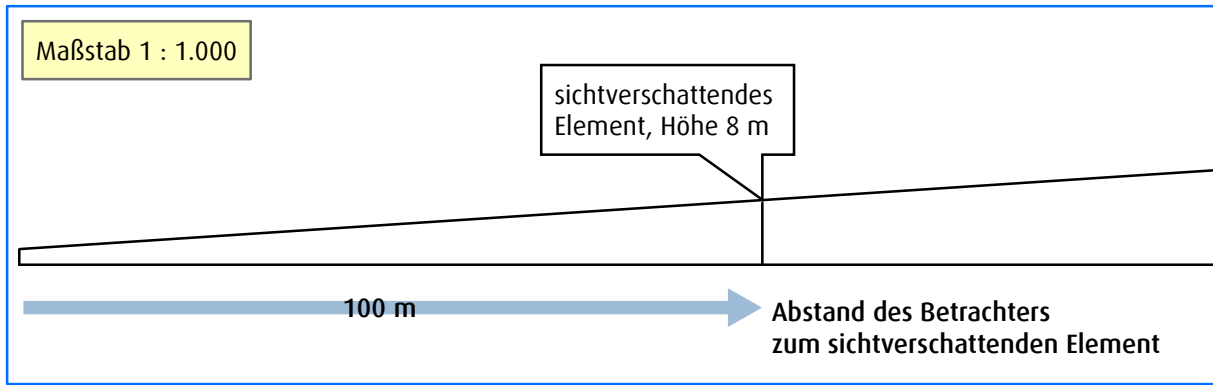 Maßstab 1 : 1.000
sichtverschattendes
Element, Höhe 8 m
100 m
Abstand des Betrachters
zum sichtverschattenden Element